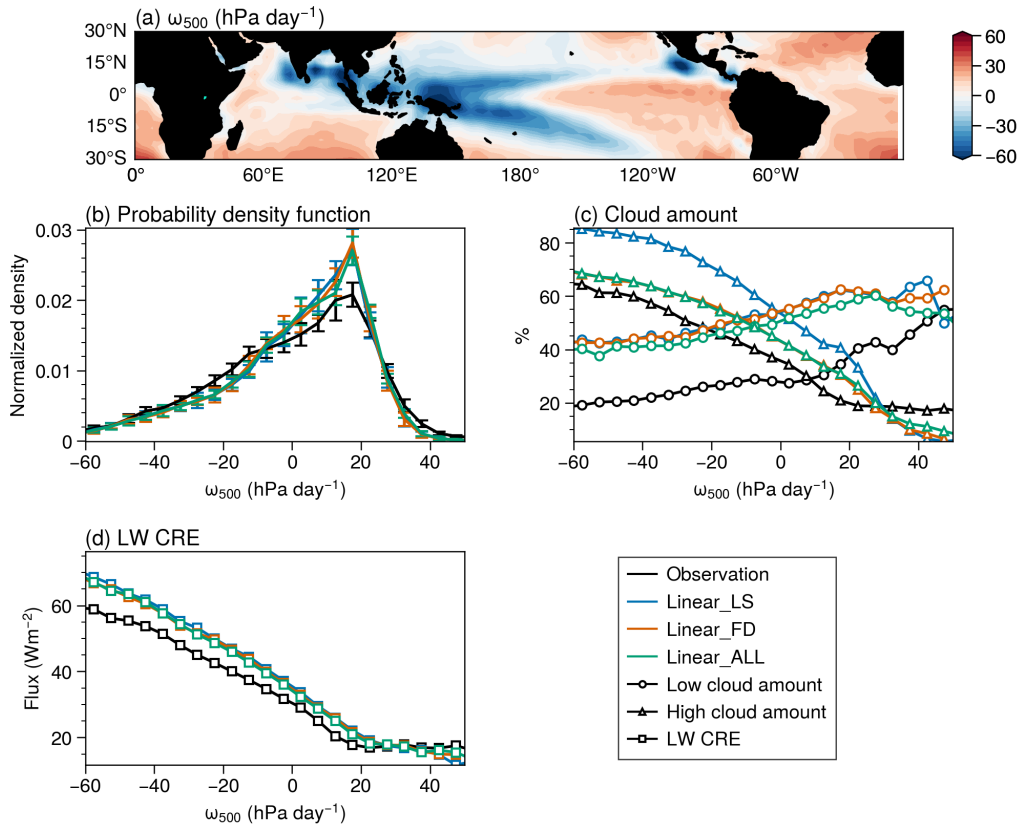 (a) ω₅₀₀ (hPa day⁻¹)
30°N
15°N
0°
15°S
30°S
0° 60°E 120°E 180° 120°W 60°W
60
30
0
−30
−60
(b) Probability density function
Normalized density
0.03
0.02
0.01
0
−60 −40 −20 0 20 40
ω₅₀₀ (hPa day⁻¹)
(c) Cloud amount
%
80
60
40
20
−60 −40 −20 0 20 40
ω₅₀₀ (hPa day⁻¹)
(d) LW CRE
Flux (Wm⁻²)
60
40
20
−60 −40 −20 0 20 40
ω₅₀₀ (hPa day⁻¹)
Observation
Linear_LS
Linear_FD
Linear_ALL
Low cloud amount
High cloud amount
LW CRE